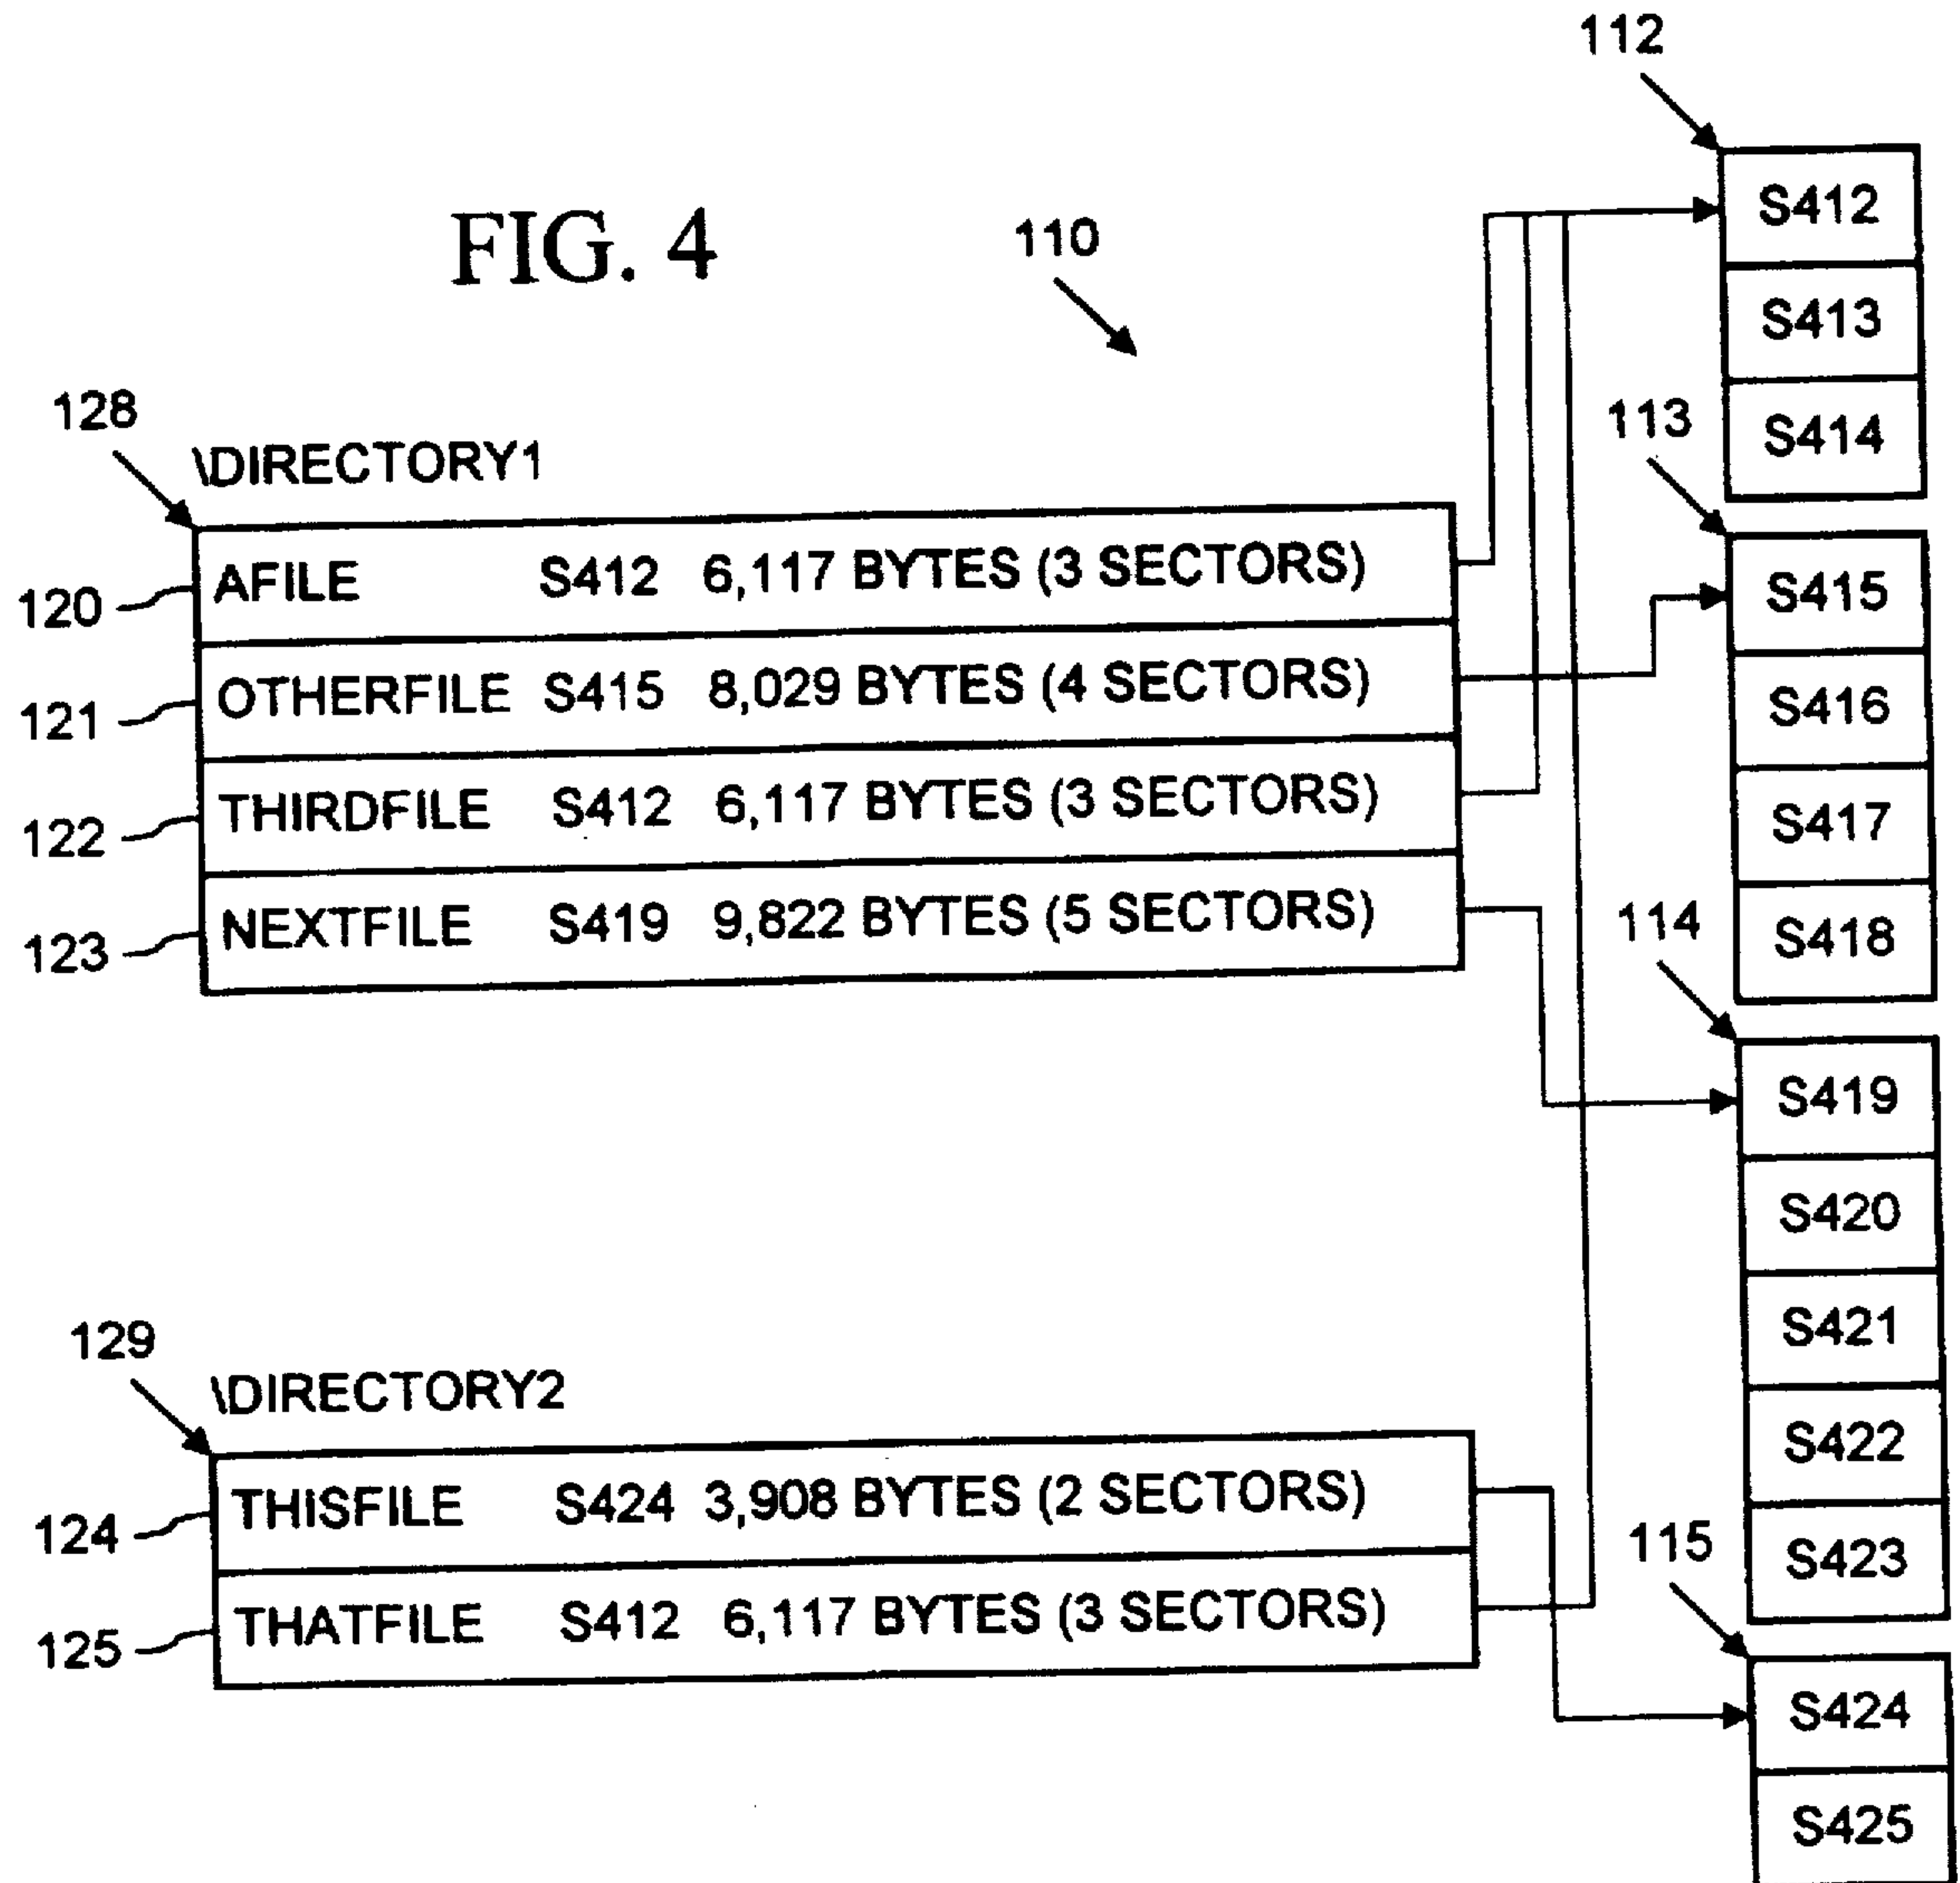 112
S412
FIG. 4
110
S413
128
113
S414
\DIRECTORY1
120
AFILE S412 6,117 BYTES (3 SECTORS)
S415
121
OTHERFILE S415 8,029 BYTES (4 SECTORS)
S416
122
THIRDFILE S412 6,117 BYTES (3 SECTORS)
S417
123
NEXTFILE S419 9,822 BYTES (5 SECTORS)
114
S418
S419
S420
129
\DIRECTORY2
S421
S422
124
THISFILE S424 3,908 BYTES (2 SECTORS)
115
S423
125
THATFILE S412 6,117 BYTES (3 SECTORS)
S424
S425